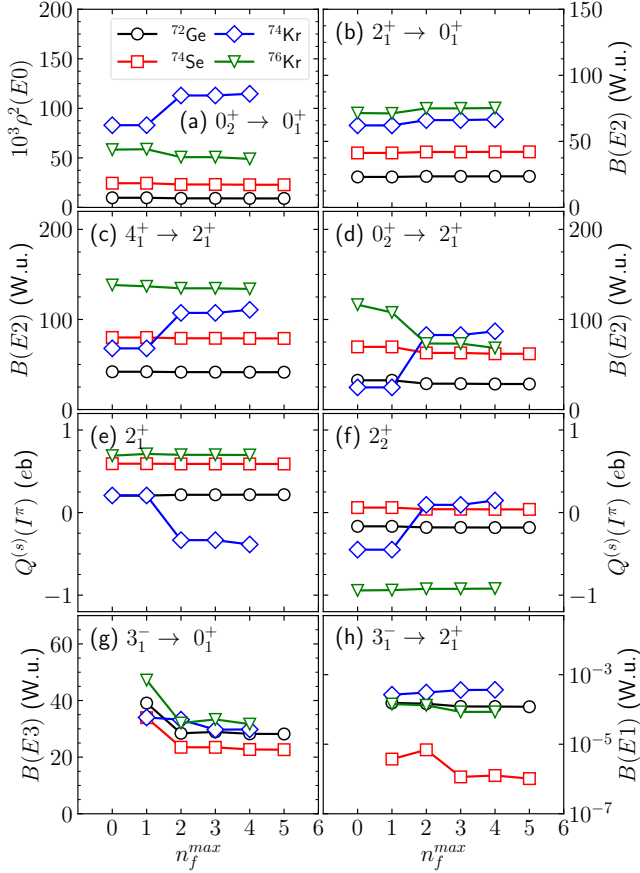 200
150
100
50
0
10³ρ²(E0)
⁷²Ge
⁷⁴Se
⁷⁴Kr
⁷⁶Kr
(a) 0₂⁺ → 0₁⁺
(b) 2₁⁺ → 0₁⁺
150
100
50
0
B(E2) (W.u.)
200
100
0
B(E2) (W.u.)
(c) 4₁⁺ → 2₁⁺
(d) 0₂⁺ → 2₁⁺
200
100
0
B(E2) (W.u.)
1
0
−1
Q⁽ˢ⁾(I^π) (eb)
(e) 2₁⁺
(f) 2₂⁺
1
0
−1
Q⁽ˢ⁾(I^π) (eb)
60
40
20
0
B(E3) (W.u.)
(g) 3₁⁻ → 0₁⁺
(h) 3₁⁻ → 2₁⁺
10⁻³
10⁻⁵
10⁻⁷
B(E1) (W.u.)
0 1 2 3 4 5 6
0 1 2 3 4 5 6
n_f^{max}
n_f^{max}